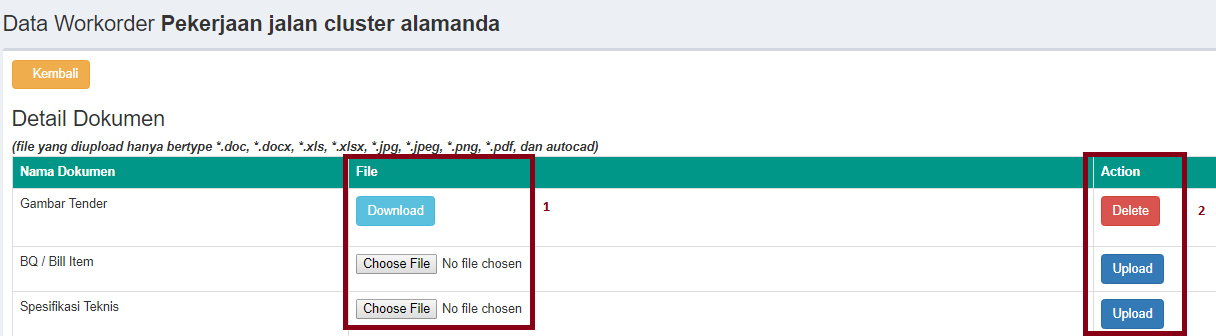 Data Workorder Pekerjaan jalan cluster alamanda
Kembali
Detail Dokumen
(file yang diupload hanya bertype *.doc, *.docx, *.xls, *.xlsx, *.jpg, *.jpeg, *.png, *.pdf, dan autocad)
Nama Dokumen File Action
Gambar Tender Download 1 Delete 2
BQ / Bill Item Choose File No file chosen Upload
Spesifikasi Teknis Choose File No file chosen Upload